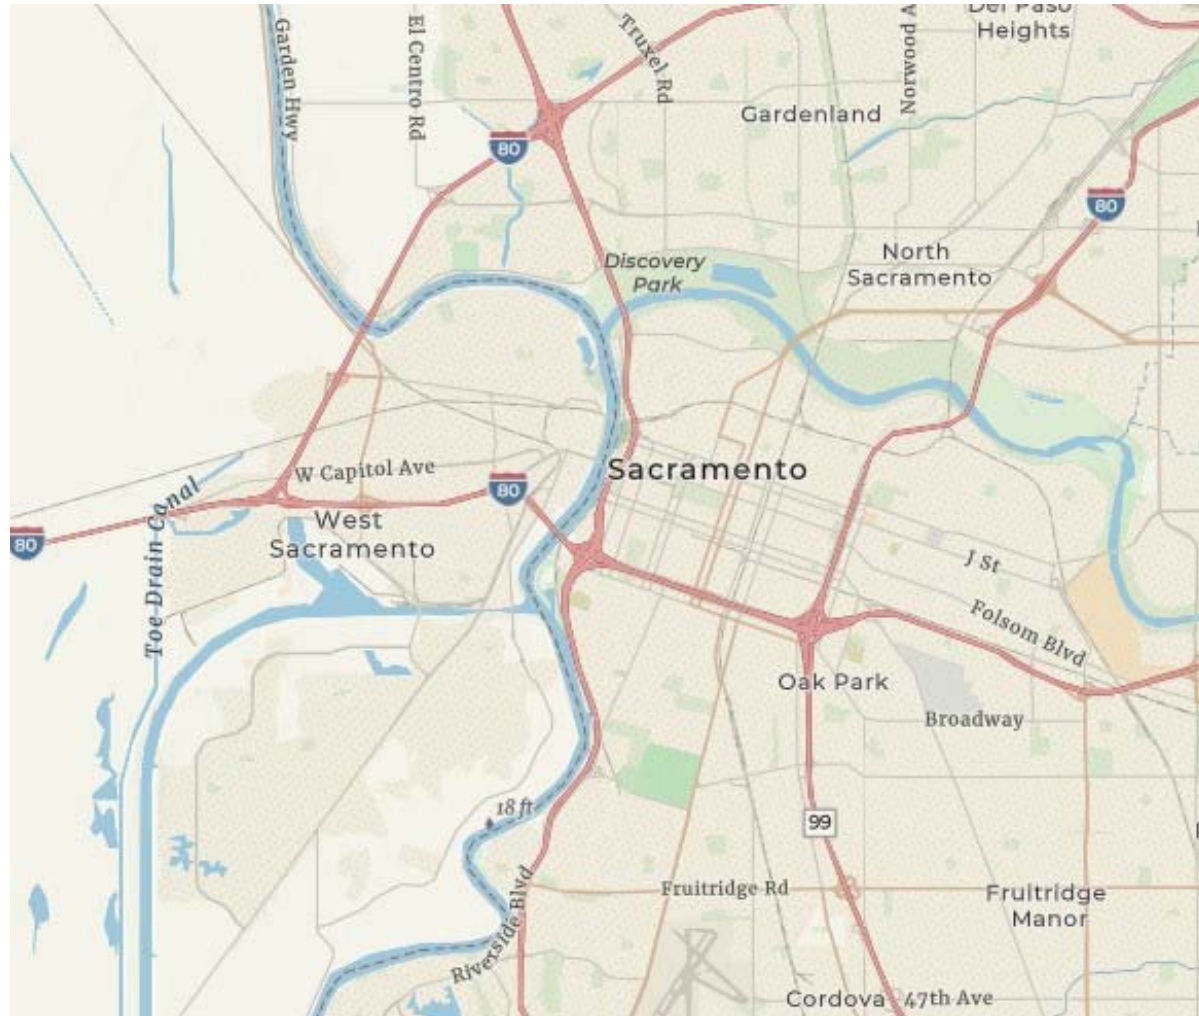 Del Paso
Heights
Garden Hwy
El Centro Rd
Truxel Rd
Norwood A
Gardenland
80
80
North
Sacramento
Discovery
Park
W Capitol Ave
Sacramento
80
80
West
Sacramento
Toe Drain Canal
J St
Folsom Blvd
Oak Park
Broadway
18 ft
99
Riverside Blvd
Fruitridge Rd
Fruitridge
Manor
Cordova
47th Ave